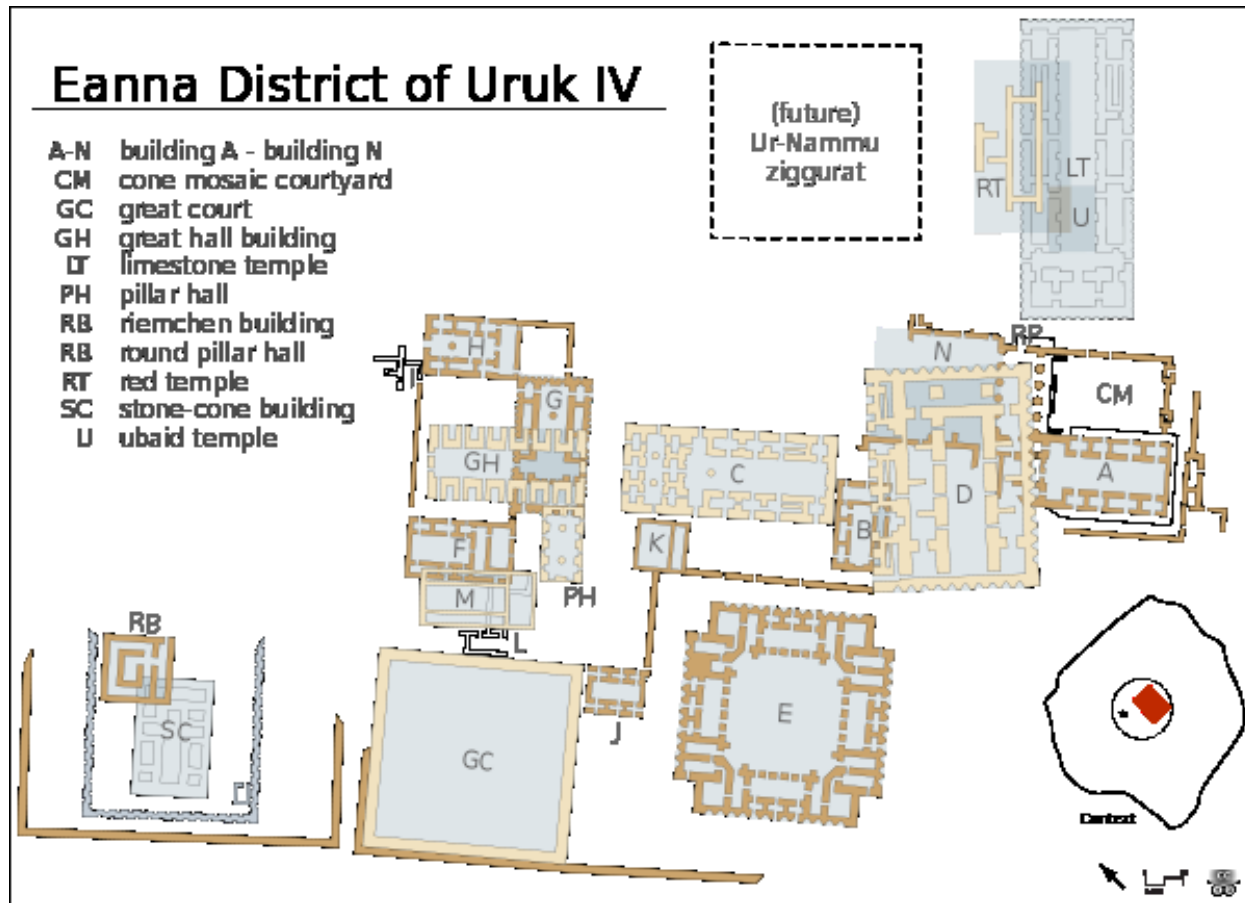 Eanna District of Uruk IV
A-N building A - building N
CM cone mosaic courtyard
GC great court
GH great hall building
LT limestone temple
PH pillar hall
RB riemchen building
RB round pillar hall
RT red temple
SC stone-cone building
U ubaid temple
(future)
Ur-Nammu
ziggurat
RT
LT
U
H
I
G
GH
F
M
L
PH
C
K
B
N
D
RP
CM
A
RB
SC
GC
J
E
Context